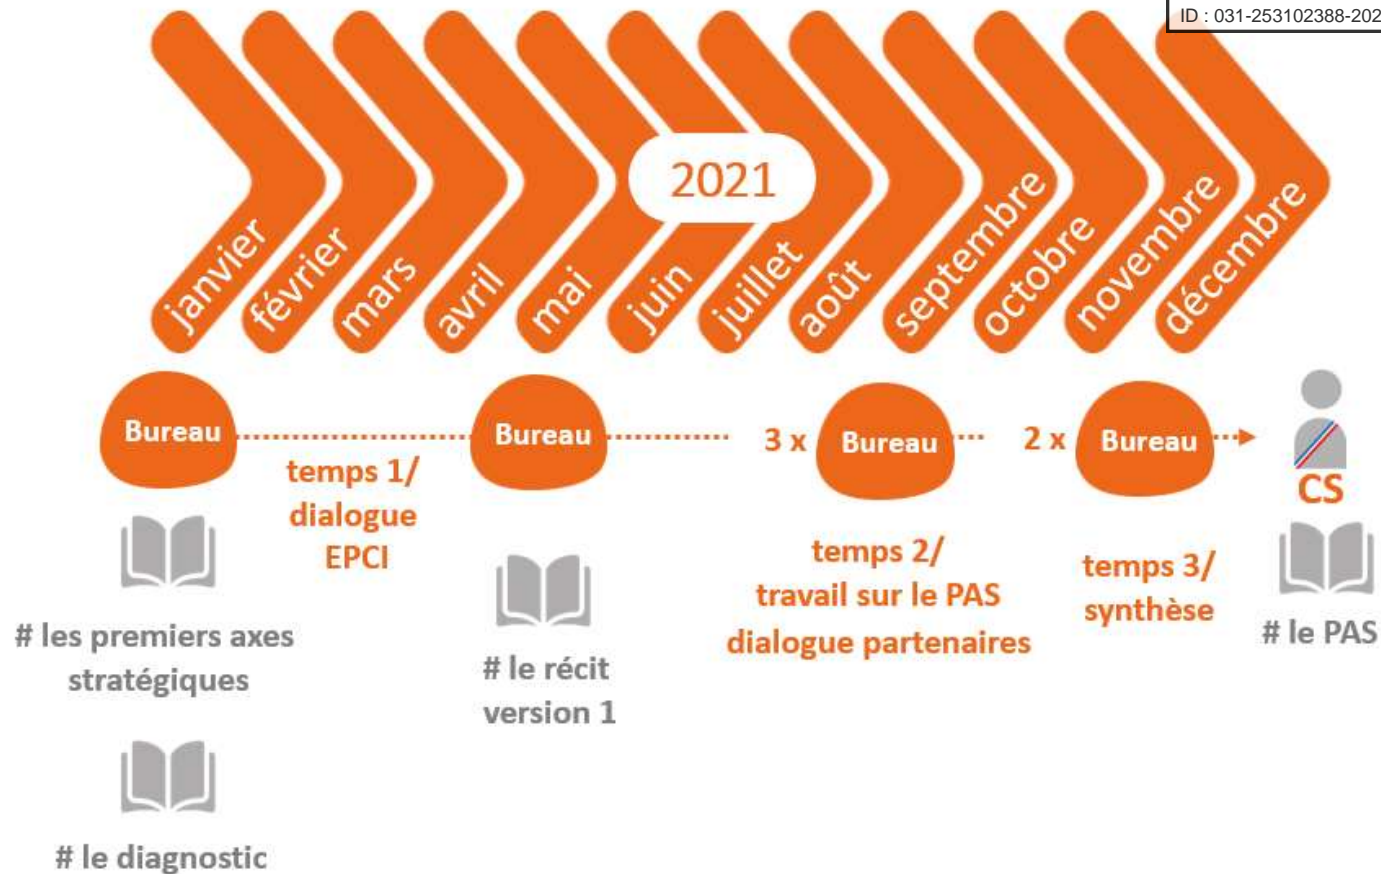 ID : 031-253102388-202
2021
janvier
février
mars
avril
mai
juin
juillet
août
septembre
octobre
novembre
décembre
Bureau
Bureau
3 x
Bureau
2 x
Bureau
temps 1/
dialogue
EPCI
CS
temps 2/
travail sur le PAS
dialogue partenaires
temps 3/
synthèse
# les premiers axes
stratégiques
# le récit
version 1
# le PAS
# le diagnostic